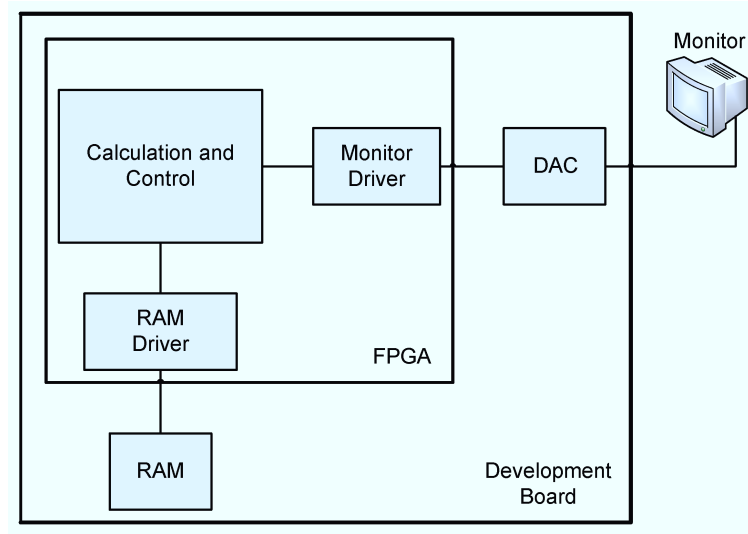 Monitor
Calculation and
Control
Monitor
Driver
DAC
RAM
Driver
FPGA
RAM
Development
Board